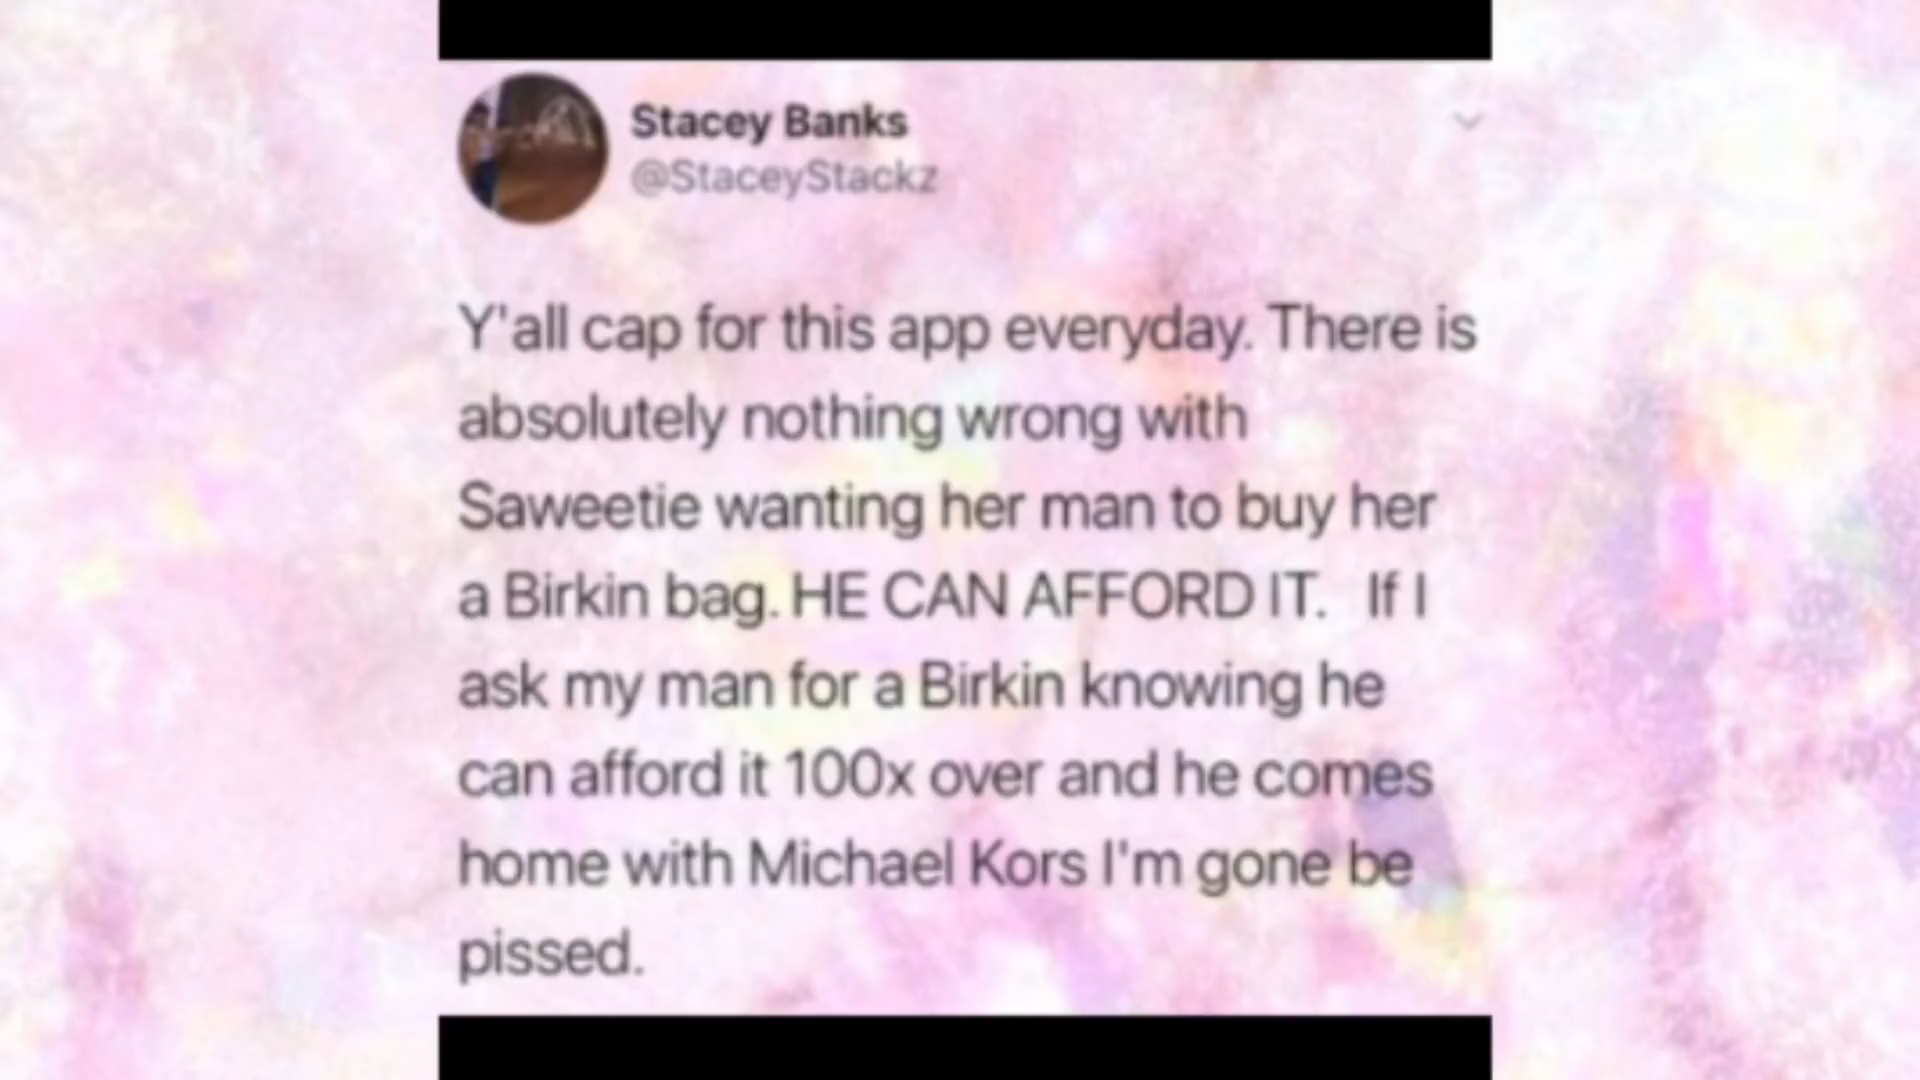 Stacey Banks
@StaceyStackz
Y'all cap for this app everyday. There is
absolutely nothing wrong with
Saweetie wanting her man to buy her
a Birkin bag. HE CAN AFFORD IT. If I
ask my man for a Birkin knowing he
can afford it 100x over and he comes
home with Michael Kors I'm gone be
pissed.